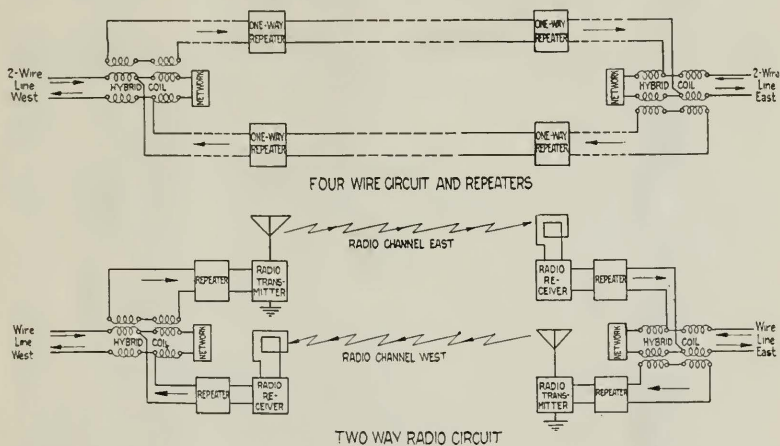 ONE-WAY
REPEATER
ONE-WAY
REPEATER
2-Wire
Line
West
HYBRID COIL
NETWORK
NETWORK
HYBRID COIL
2-Wire
Line
East
ONE-WAY
REPEATER
ONE-WAY
REPEATER
FOUR WIRE CIRCUIT AND REPEATERS
RADIO CHANNEL EAST
REPEATER
RADIO
TRANS-
MITTER
RADIO
RE-
CEIVER
REPEATER
Wire
Line
West
HYBRID COIL
NETWORK
RADIO CHANNEL WEST
NETWORK
HYBRID COIL
Wire
Line
East
REPEATER
RADIO
RE-
CEIVER
RADIO
TRANS-
MITTER
REPEATER
TWO WAY RADIO CIRCUIT